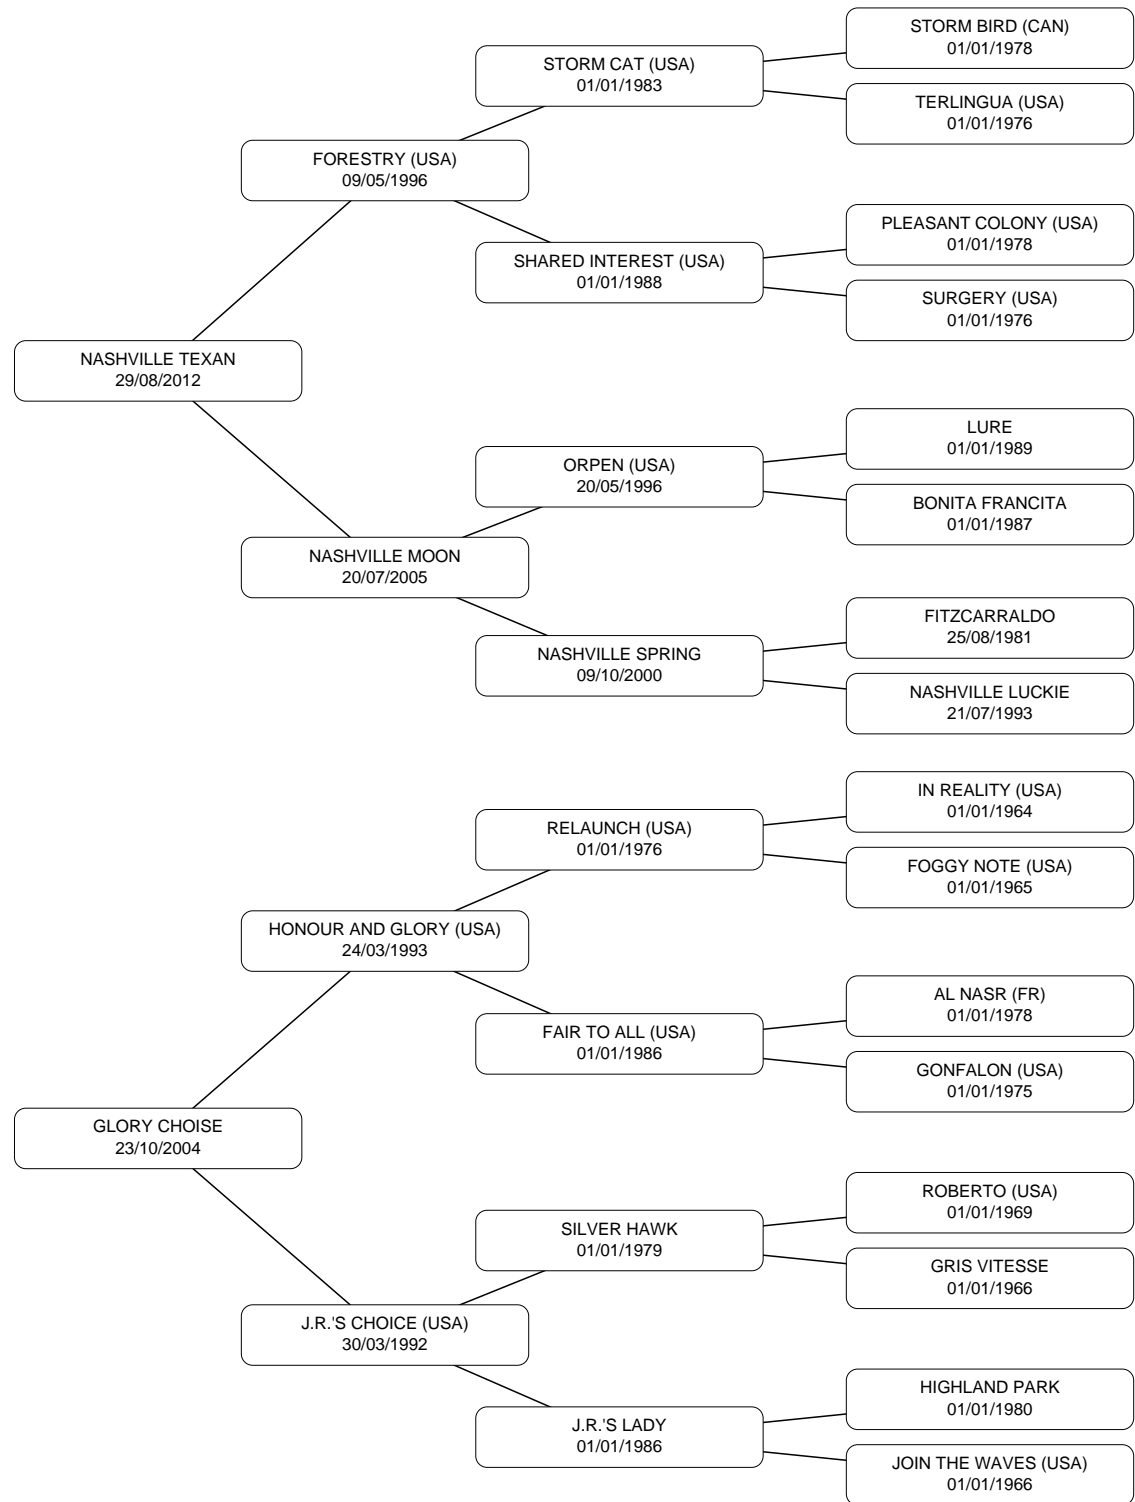 STORM BIRD (CAN)
01/01/1978
STORM CAT (USA)
01/01/1983
TERLINGUA (USA)
01/01/1976
FORESTRY (USA)
09/05/1996
PLEASANT COLONY (USA)
01/01/1978
SHARED INTEREST (USA)
01/01/1988
SURGERY (USA)
01/01/1976
NASHVILLE TEXAN
29/08/2012
LURE
01/01/1989
ORPEN (USA)
20/05/1996
BONITA FRANCITA
01/01/1987
NASHVILLE MOON
20/07/2005
FITZCARRALDO
25/08/1981
NASHVILLE SPRING
09/10/2000
NASHVILLE LUCKIE
21/07/1993
IN REALITY (USA)
01/01/1964
RELAUNCH (USA)
01/01/1976
FOGGY NOTE (USA)
01/01/1965
HONOUR AND GLORY (USA)
24/03/1993
AL NASR (FR)
01/01/1978
FAIR TO ALL (USA)
01/01/1986
GONFALON (USA)
01/01/1975
GLORY CHOISE
23/10/2004
ROBERTO (USA)
01/01/1969
SILVER HAWK
01/01/1979
GRIS VITESSE
01/01/1966
J.R.'S CHOICE (USA)
30/03/1992
HIGHLAND PARK
01/01/1980
J.R.'S LADY
01/01/1986
JOIN THE WAVES (USA)
01/01/1966